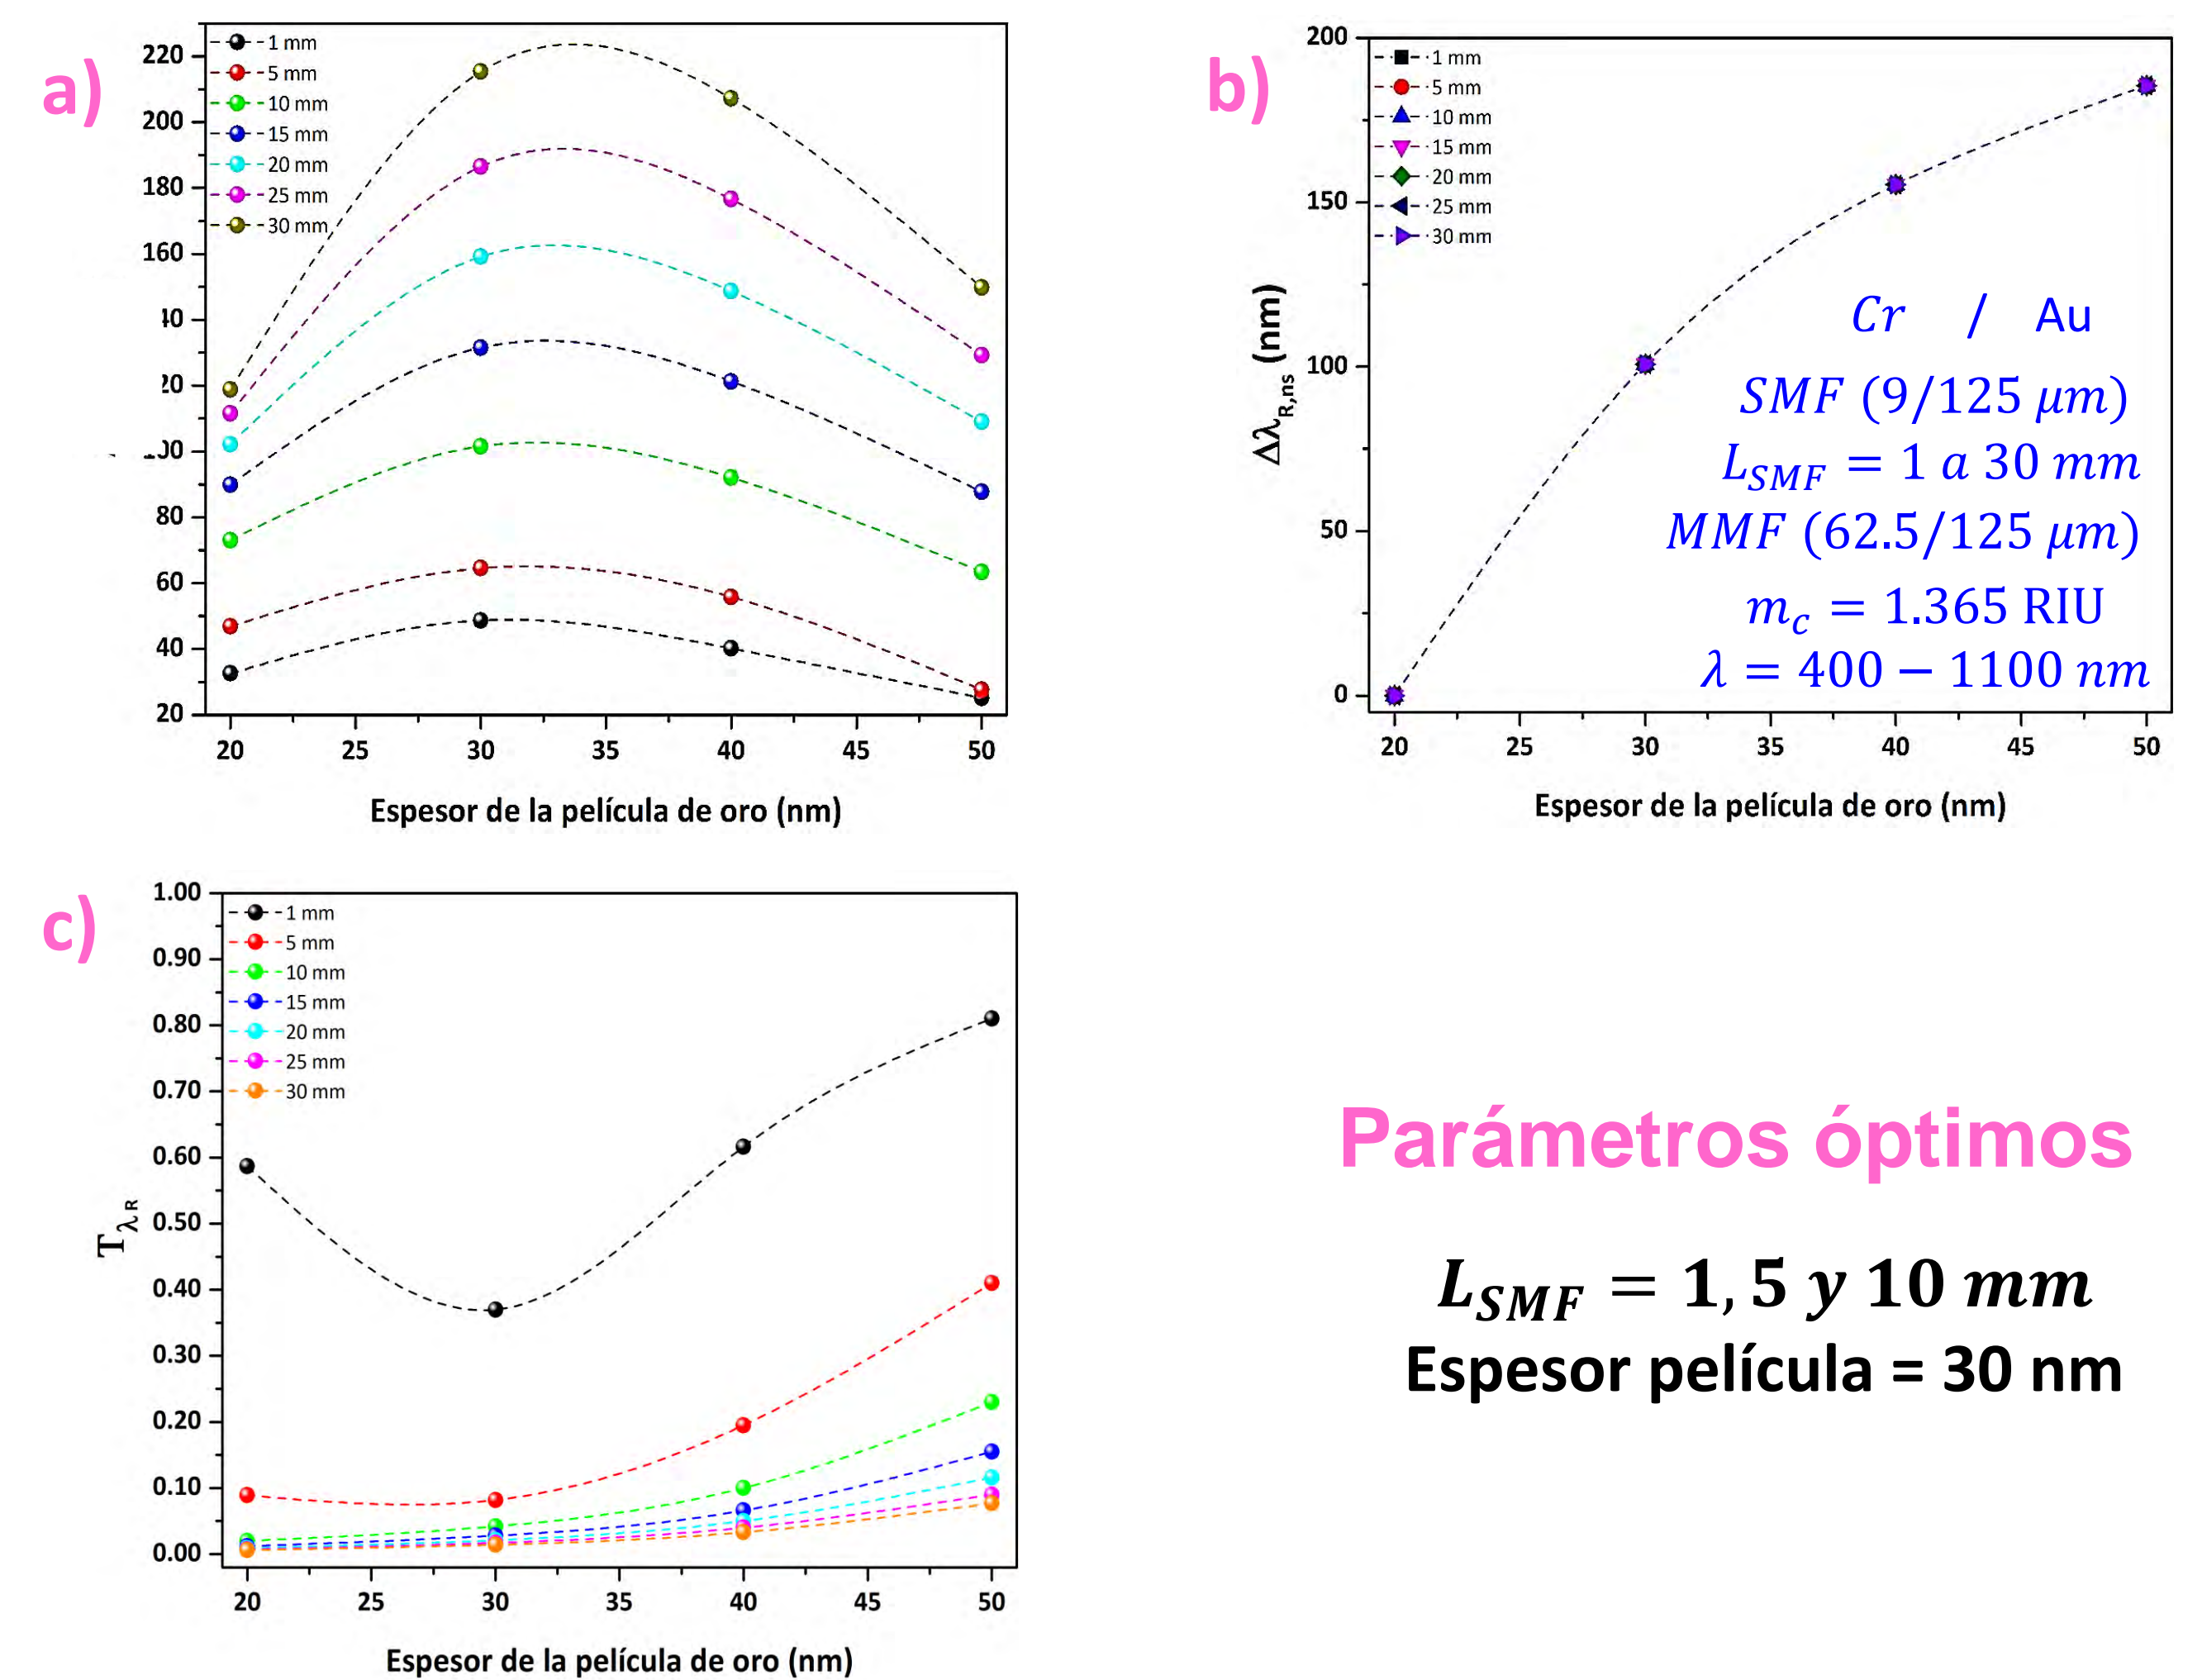 a)
1 mm
5 mm
10 mm
15 mm
20 mm
25 mm
30 mm
220
200
180
160
40
20
00
80
60
40
20
20 25 30 35 40 45 50
Espesor de la película de oro (nm)
b)
1 mm
5 mm
10 mm
15 mm
20 mm
25 mm
30 mm
200
150
100
50
0
Δλ_R,ns (nm)
Cr / Au
SMF (9/125 μm)
L_SMF = 1 a 30 mm
MMF (62.5/125 μm)
m_c = 1.365 RIU
λ = 400 − 1100 nm
20 25 30 35 40 45 50
Espesor de la película de oro (nm)
c)
1 mm
5 mm
10 mm
15 mm
20 mm
25 mm
30 mm
1.00
0.90
0.80
0.70
0.60
0.50
0.40
0.30
0.20
0.10
0.00
T_λ_R
20 25 30 35 40 45 50
Espesor de la película de oro (nm)
Parámetros óptimos
L_SMF = 1, 5 y 10 mm
Espesor película = 30 nm